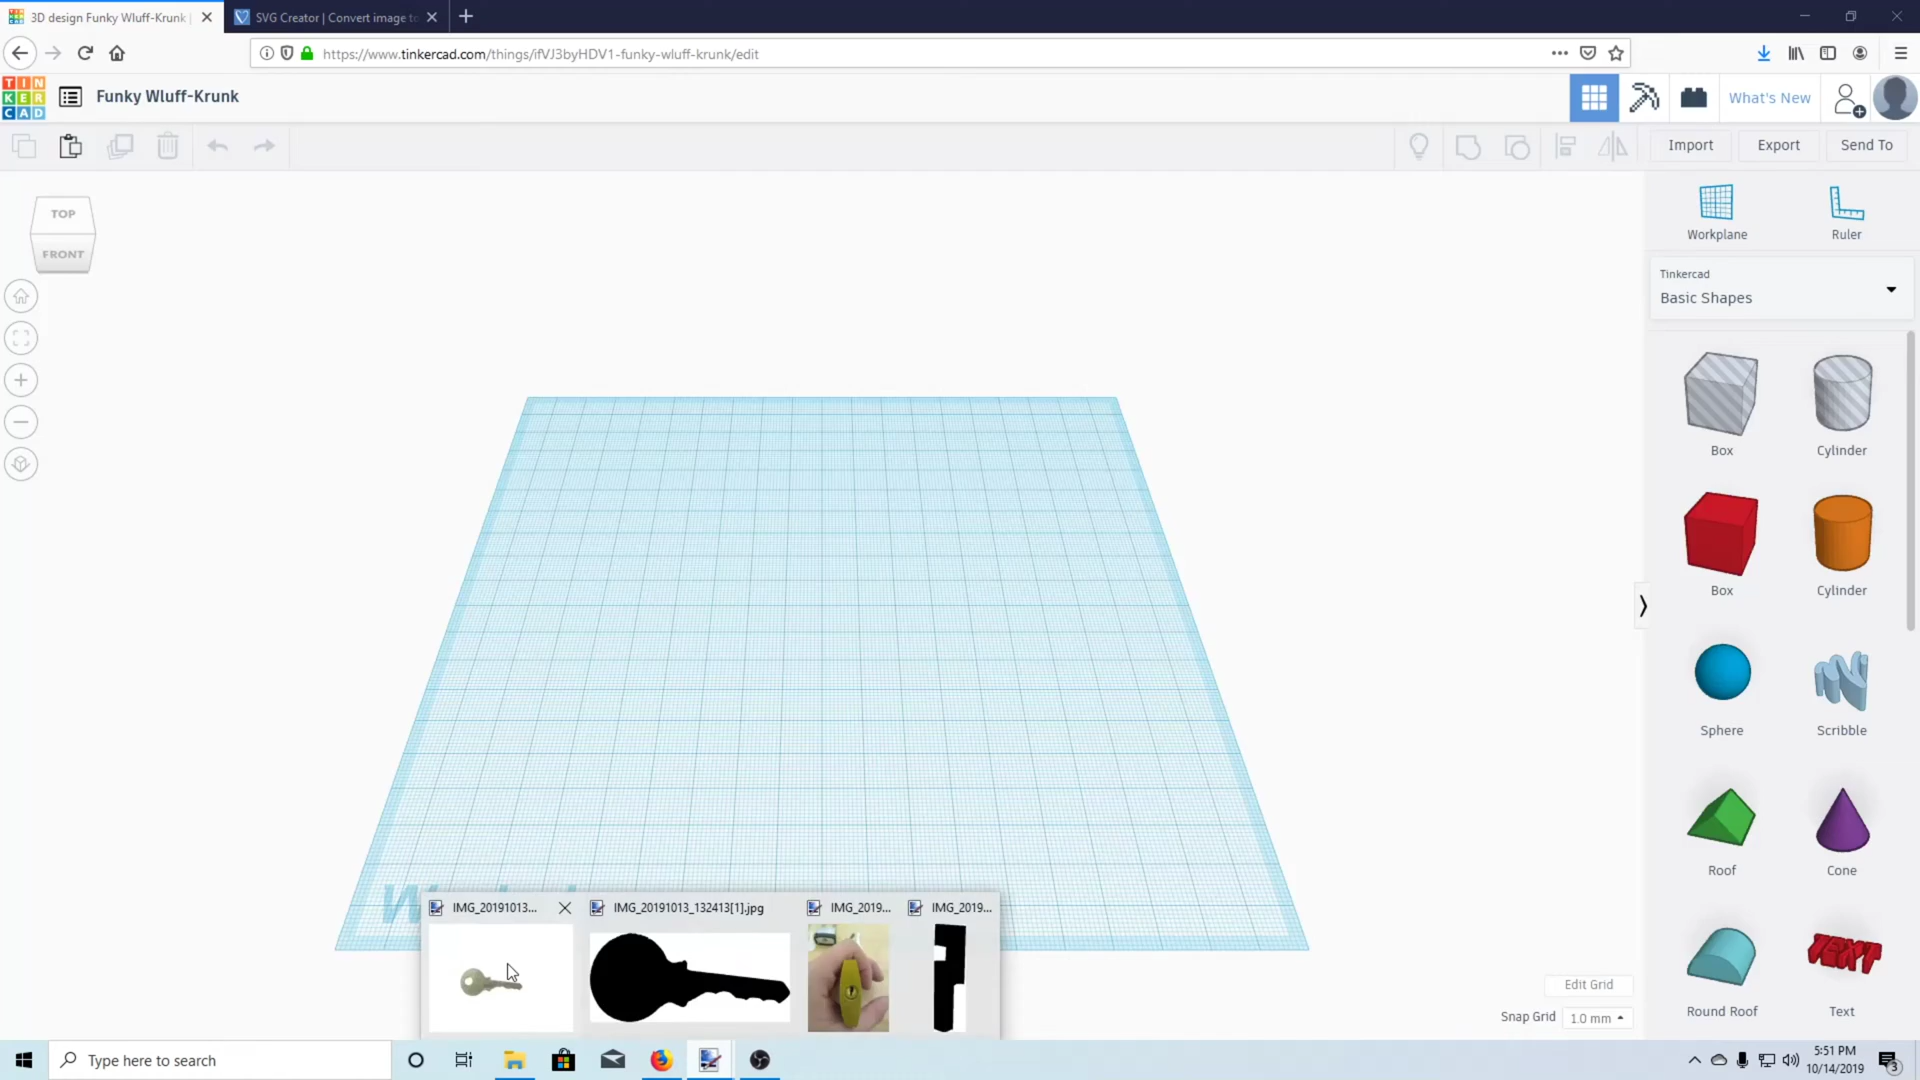 3D design Funky Wluff-Krunk
SVG Creator | Convert image to
https://www.tinkercad.com/things/ifVJ3byHDV1-funky-wluff-krunk/edit
TIN
KER
CAD
Funky Wluff-Krunk
What's New
Import
Export
Send To
TOP
FRONT
Workplane
Ruler
Tinkercad
Basic Shapes
Box
Cylinder
Box
Cylinder
Sphere
Scribble
Roof
Cone
Round Roof
TEXT
Text
IMG_20191013...
IMG_20191013_132413[1].jpg
IMG_2019...
IMG_2019...
Edit Grid
Snap Grid
1.0 mm
Type here to search
5:51 PM
10/14/2019
3